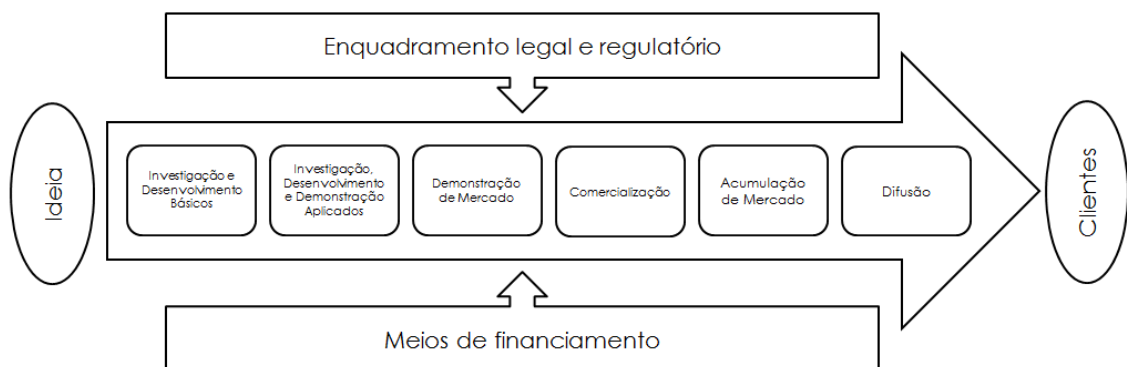 Enquadramento legal e regulatório
Ideia
Investigação e
Desenvolvimento
Básicos
Investigação,
Desenvolvimento
e Demonstração
Aplicados
Demonstração
de Mercado
Comercialização
Acumulação
de Mercado
Difusão
Clientes
Meios de financiamento